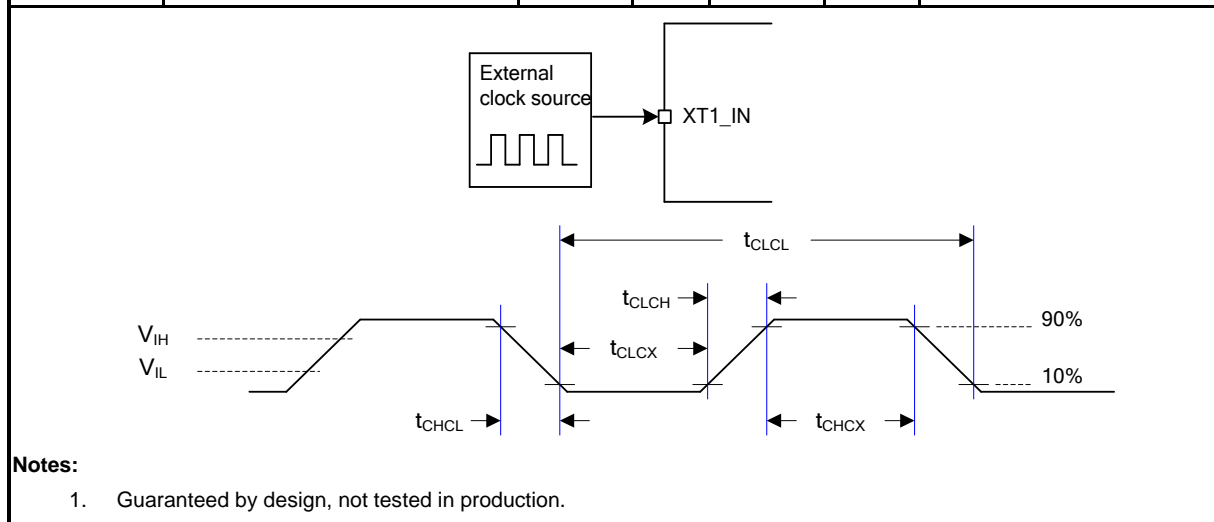 External
clock source
XT1_IN
tCLCL
tCLCH
90%
VIH
tCLCX
VIL
10%
tCHCL
tCHCX
Notes:
1. Guaranteed by design, not tested in production.